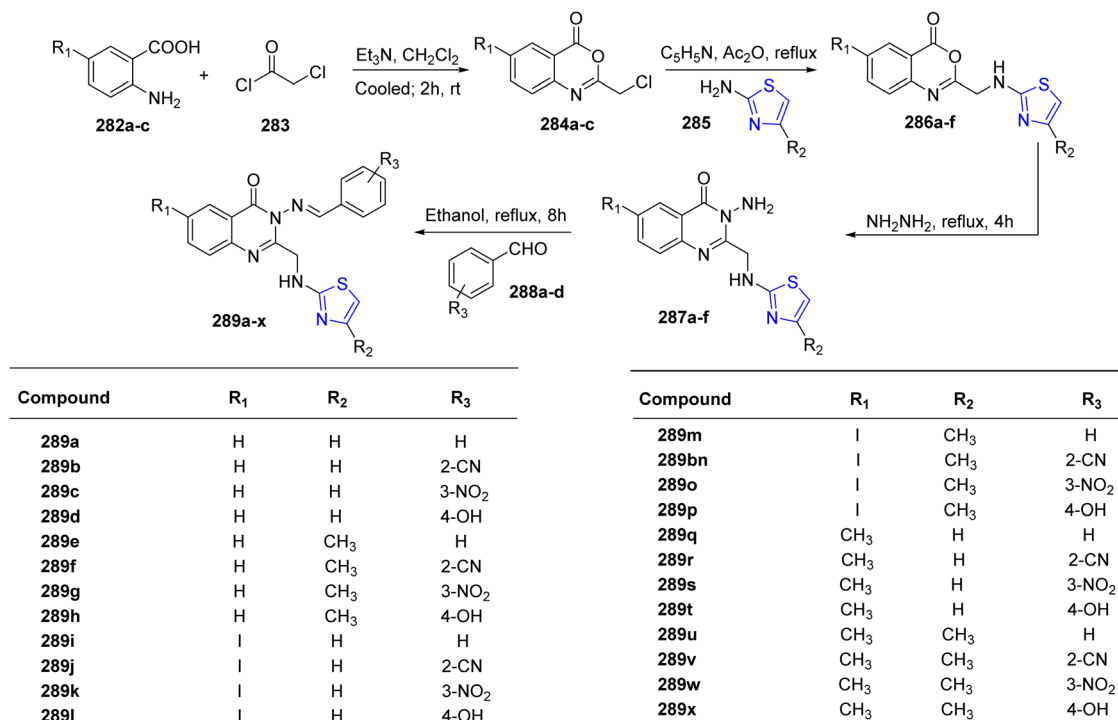 R1
COOH
NH2
282a-c
+
O
Cl
Cl
283
Et3N, CH2Cl2
Cooled; 2h, rt
O
R1
O
N
Cl
284a-c
C5H5N, Ac2O, reflux
H2N
S
N
R2
285
O
R1
O
N
H
N
S
N
R2
286a-f
NH2NH2, reflux, 4h
O
R1
N
NH2
N
HN
S
N
R2
287a-f
Ethanol, reflux, 8h
CHO
R3
288a-d
R3
O
R1
N
N
N
HN
S
N
R2
289a-x
Compound R1 R2 R3
289a H H H
289b H H 2-CN
289c H H 3-NO2
289d H H 4-OH
289e H CH3 H
289f H CH3 2-CN
289g H CH3 3-NO2
289h H CH3 4-OH
289i I H H
289j I H 2-CN
289k I H 3-NO2
289l I H 4-OH
Compound R1 R2 R3
289m I CH3 H
289bn I CH3 2-CN
289o I CH3 3-NO2
289p I CH3 4-OH
289q CH3 H H
289r CH3 H 2-CN
289s CH3 H 3-NO2
289t CH3 H 4-OH
289u CH3 CH3 H
289v CH3 CH3 2-CN
289w CH3 CH3 3-NO2
289x CH3 CH3 4-OH